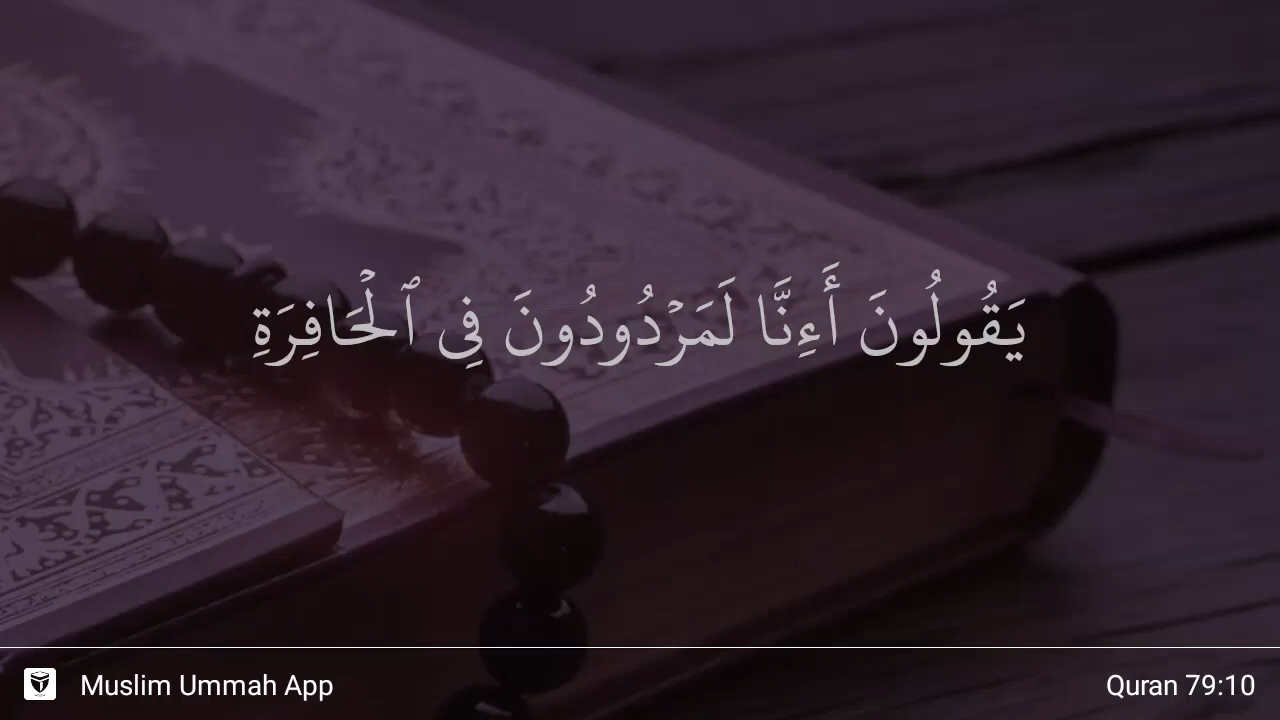 يَقُولُونَ أَءِنَّا لَمَرْدُودُونَ فِى ٱلْحَافِرَةِ
Muslim Ummah App
Quran 79:10